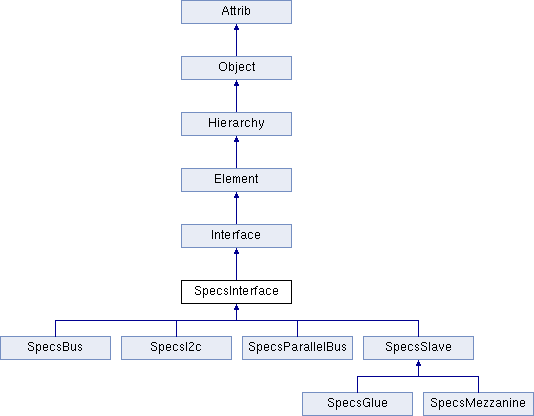 Attrib
Object
Hierarchy
Element
Interface
SpecsInterface
SpecsBus SpecsI2c SpecsParallelBus SpecsSlave
SpecsGlue SpecsMezzanine